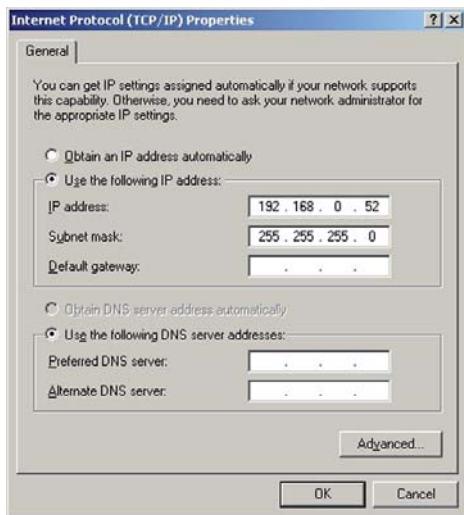 Internet Protocol (TCP/IP) Properties
General
You can get IP settings assigned automatically if your network supports
this capability. Otherwise, you need to ask your network administrator for
the appropriate IP settings.
Obtain an IP address automatically
Use the following IP address:
IP address: 192 . 168 . 0 . 52
Subnet mask: 255 . 255 . 255 . 0
Default gateway: . . .
Obtain DNS server address automatically
Use the following DNS server addresses:
Preferred DNS server: . . .
Alternate DNS server: . . .
Advanced...
OK Cancel